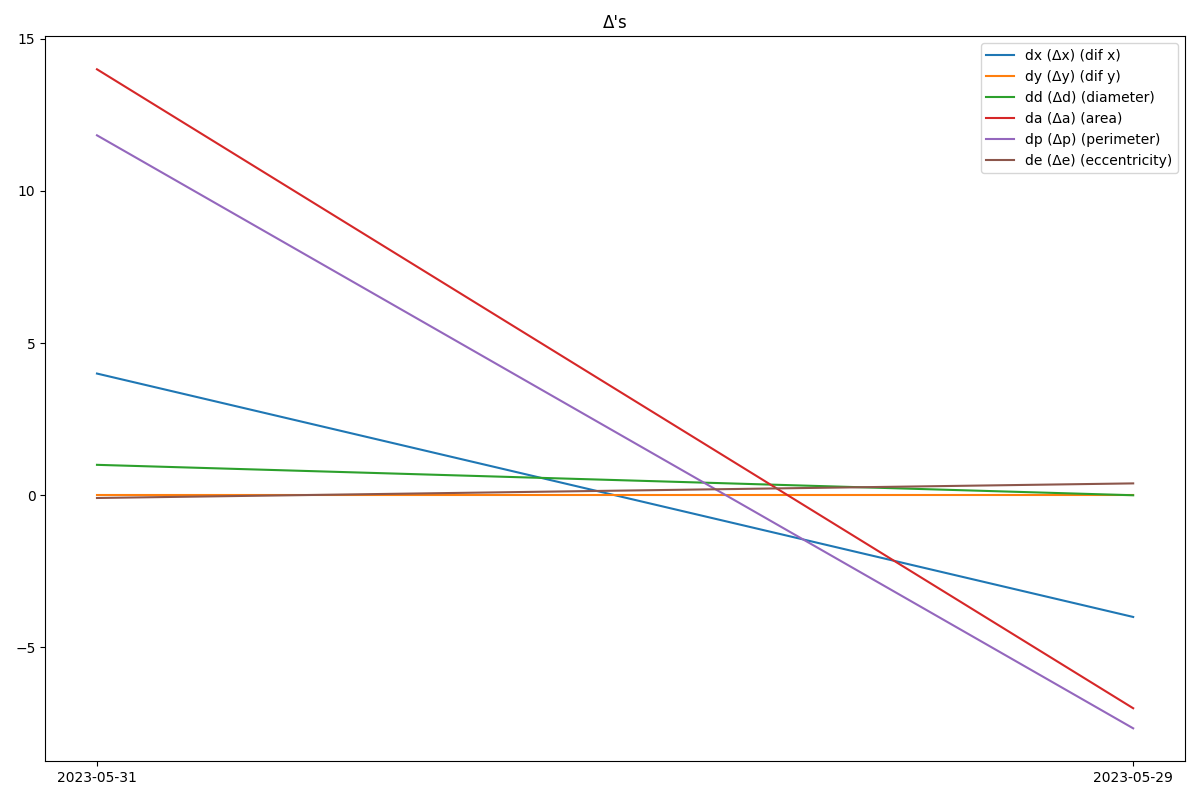 Δ's
15
10
5
0
−5
dx (Δx) (dif x)
dy (Δy) (dif y)
dd (Δd) (diameter)
da (Δa) (area)
dp (Δp) (perimeter)
de (Δe) (eccentricity)
2023-05-31
2023-05-29